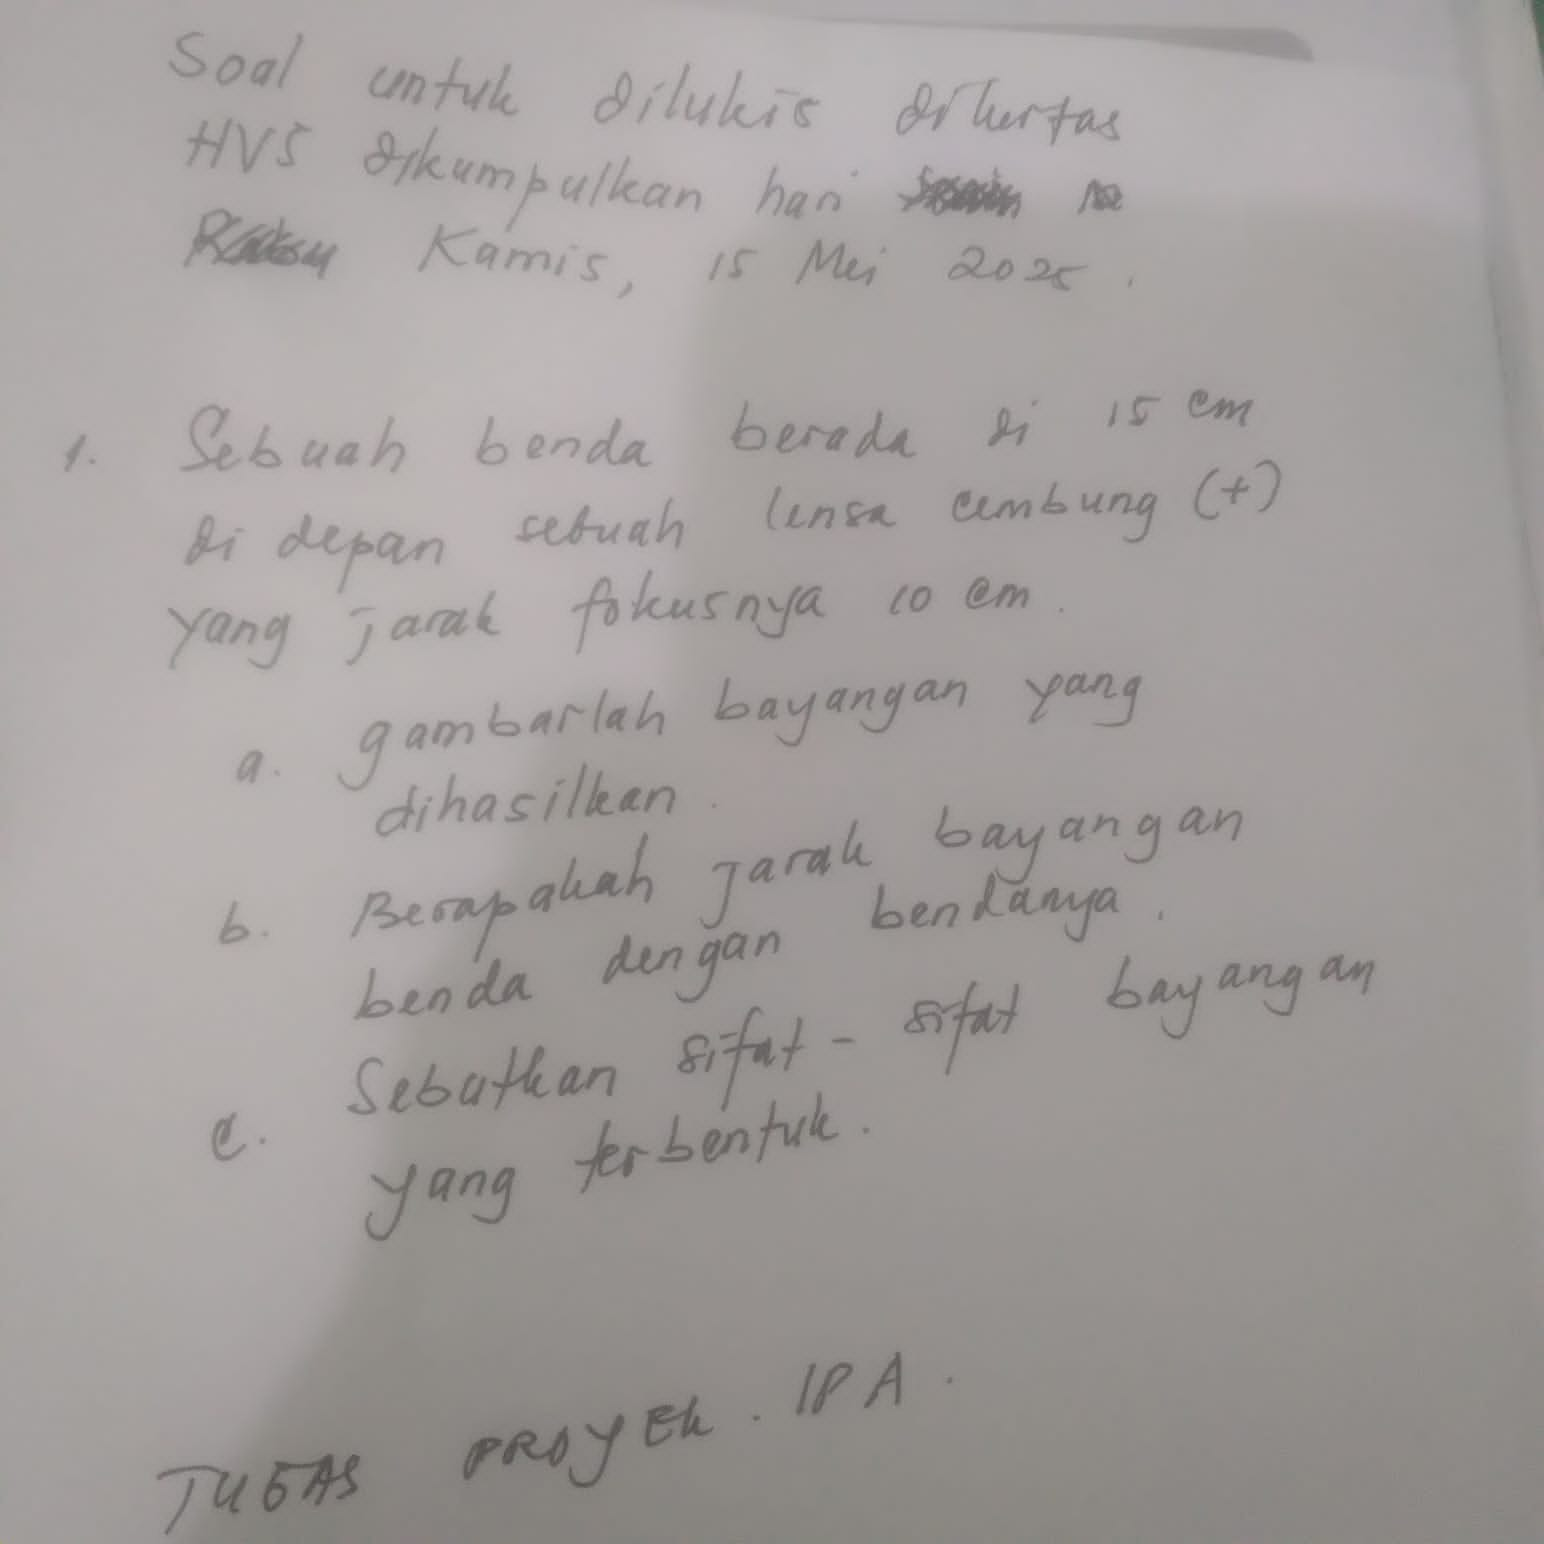 Soal untuk dilukis dikertas
HVS dikumpulkan hari
Kamis, 15 Mei 2025.
1. Sebuah benda berada di 15 cm
di depan sebuah lensa cembung (+)
yang jarak fokusnya 10 cm.
a. gambarlah bayangan yang
dihasilkan.
b. Berapakah jarak bayangan
benda dengan bendanya.
c. Sebutkan sifat-sifat bayangan
yang terbentuk.
TUGAS PROYEK. IPA.